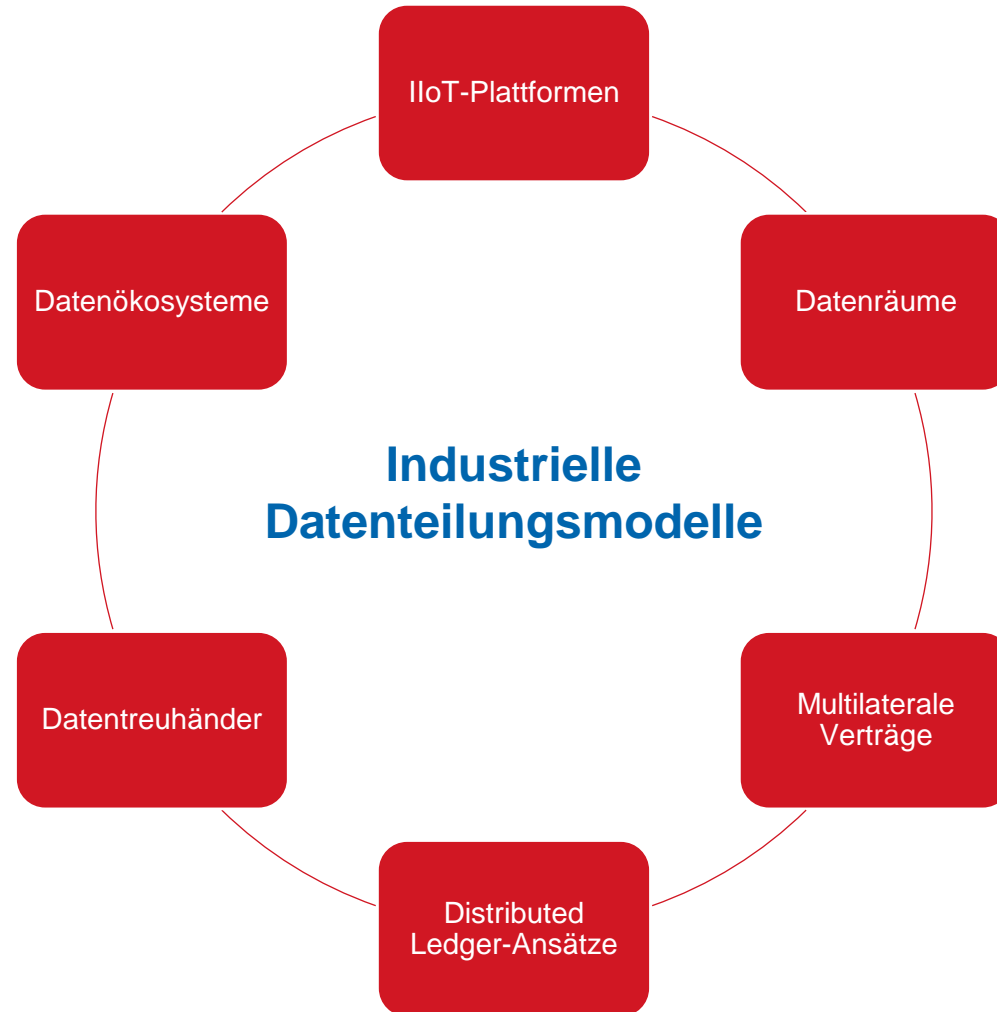 IIoT-Plattformen
Datenökosysteme
Datenräume
Industrielle
Datenteilungsmodelle
Datentreuhänder
Multilaterale
Verträge
Distributed
Ledger-Ansätze